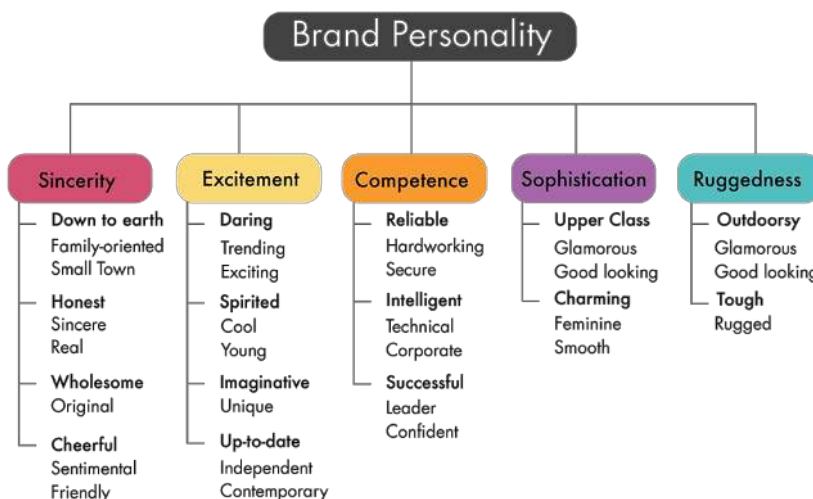 Brand Personality
Sincerity
Down to earth
Family-oriented
Small Town
Honest
Sincere
Real
Wholesome
Original
Cheerful
Sentimental
Friendly
Excitement
Daring
Trending
Exciting
Spirited
Cool
Young
Imaginative
Unique
Up-to-date
Independent
Contemporary
Competence
Reliable
Hardworking
Secure
Intelligent
Technical
Corporate
Successful
Leader
Confident
Sophistication
Upper Class
Glamorous
Good looking
Charming
Feminine
Smooth
Ruggedness
Outdoorsy
Glamorous
Good looking
Tough
Rugged